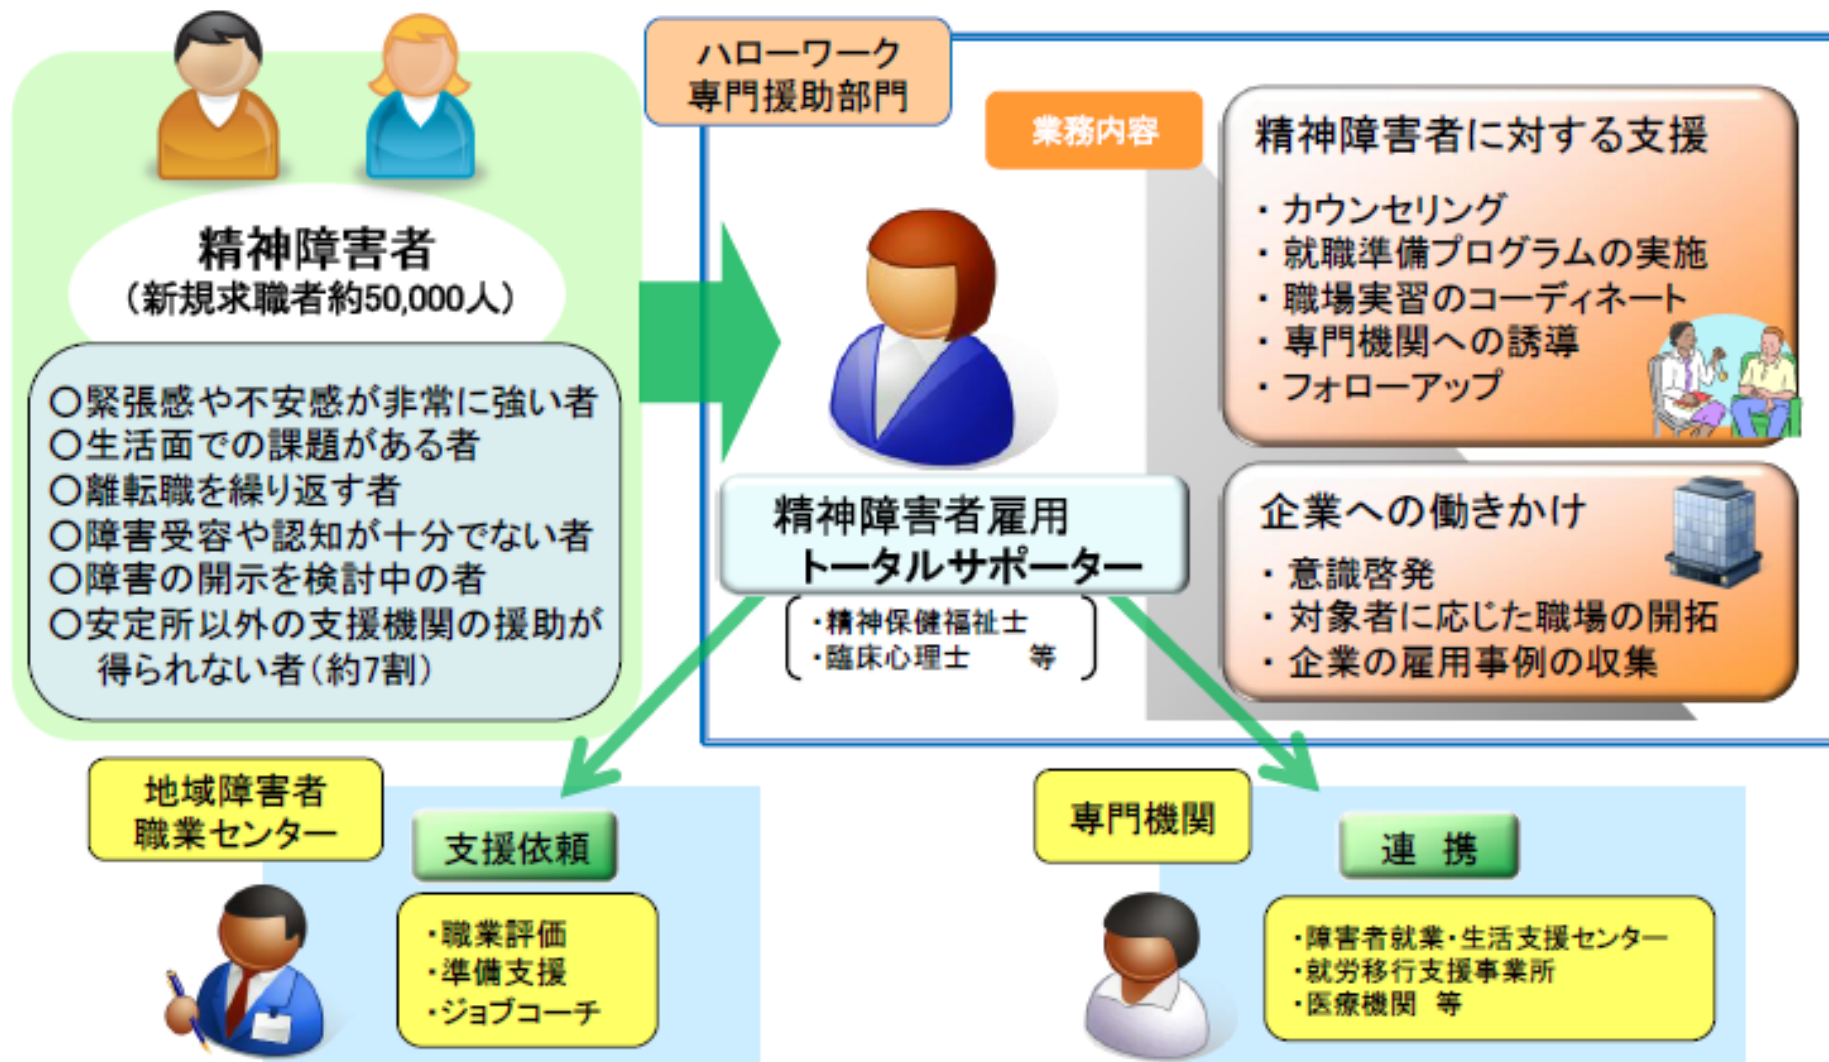 精神障害者
（新規求職者約50,000人）
○緊張感や不安感が非常に強い者
○生活面での課題がある者
○離転職を繰り返す者
○障害受容や認知が十分でない者
○障害の開示を検討中の者
○安定所以外の支援機関の援助が
得られない者（約7割）
ハローワーク
専門援助部門
業務内容
精神障害者雇用
トータルサポーター
・精神保健福祉士
・臨床心理士 等
精神障害者に対する支援
・カウンセリング
・就職準備プログラムの実施
・職場実習のコーディネート
・専門機関への誘導
・フォローアップ
企業への働きかけ
・意識啓発
・対象者に応じた職場の開拓
・企業の雇用事例の収集
地域障害者
職業センター
支援依頼
・職業評価
・準備支援
・ジョブコーチ
専門機関
連 携
・障害者就業・生活支援センター
・就労移行支援事業所
・医療機関 等